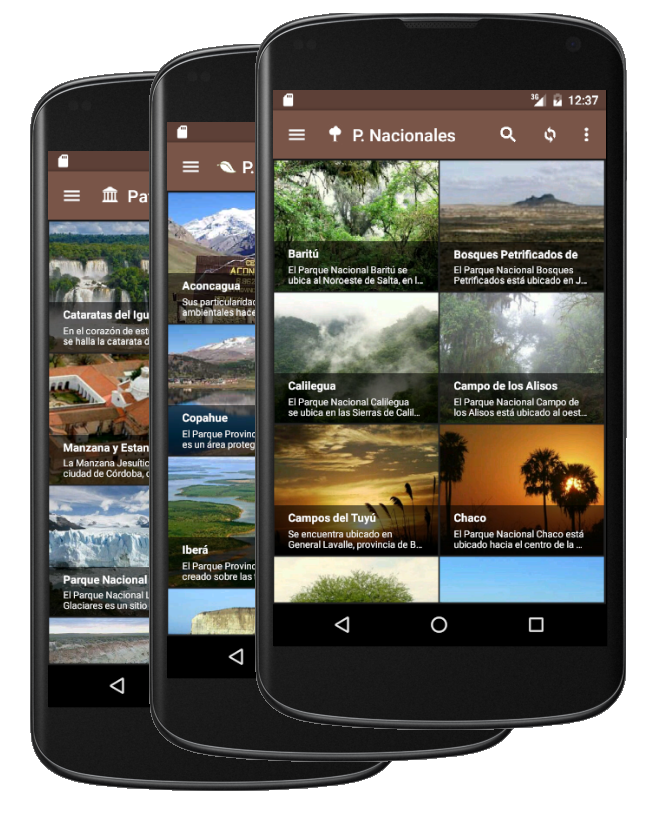 3G 12:37
P. Nacionales
Baritú
El Parque Nacional Baritú se
ubica al Noroeste de Salta, en l...
Bosques Petrificados de
El Parque Nacional Bosques
Petrificados está ubicado en J...
Calilegua
El Parque Nacional Calilegua
se ubica en las Sierras de Calil...
Campo de los Alisos
El Parque Nacional Campo de
los Alisos está ubicado al oest...
Campos del Tuyú
Se encuentra ubicado en
General Lavalle, provincia de B...
Chaco
El Parque Nacional Chaco está
ubicado hacia el centro de la ...
P.
ACONC
Aconcagua
Sus particularidad
ambientales hace
Copahue
El Parque Provinc
es un área proteg
Iberá
El Parque Provinc
creado sobre las
Pa
Cataratas del Igu
En el corazón de est
se halla la catarata d
Manzana y Estan
La Manzana Jesuític
ciudad de Córdoba,
Parque Nacional
El Parque Nacional L
Glaciares es un sitio